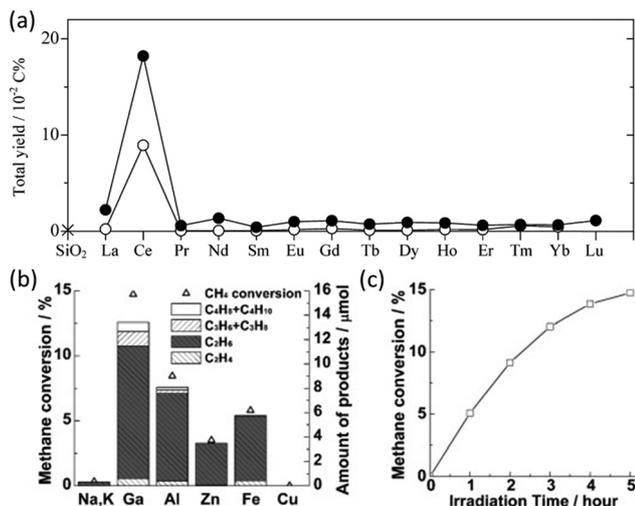 (a)
Total yield / 10⁻² C%
20
10
0
SiO₂ La Ce Pr Nd Sm Eu Gd Tb Dy Ho Er Tm Yb Lu
(b)
Methane conversion / %
15
10
5
0
CH₄ conversion
C₄H₈+C₄H₁₀
C₃H₆+C₃H₈
C₂H₆
C₂H₄
16
14
12
10
8
6
4
2
0
Amount of products / μmol
Na,K Ga Al Zn Fe Cu
(c)
Methane conversion / %
15
10
5
0
0 1 2 3 4 5
Irradiation Time / hour